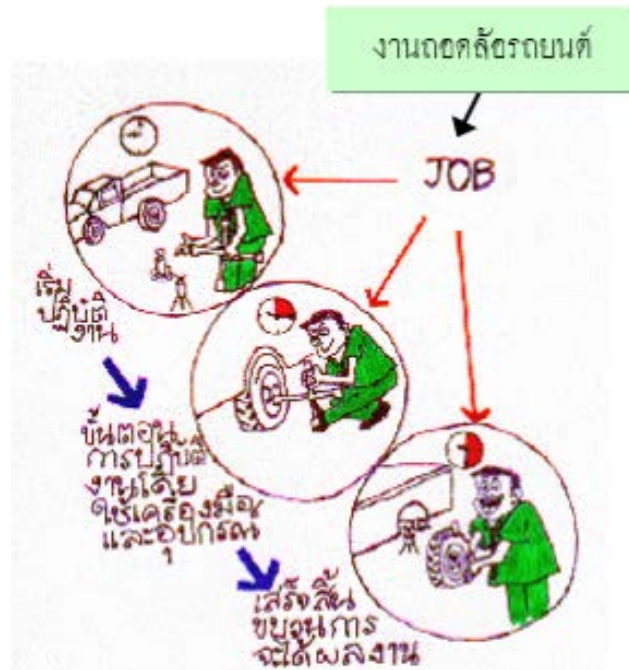 งานถอดล้อรถยนต์
JOB
เริ่ม
ปฏิบัติ
งาน
ขั้นตอน
การปฏิบัติ
งานโดย
ใช้เครื่องมือ
และอุปกรณ์
เสร็จสิ้น
ขบวนการ
จะได้ผลงาน